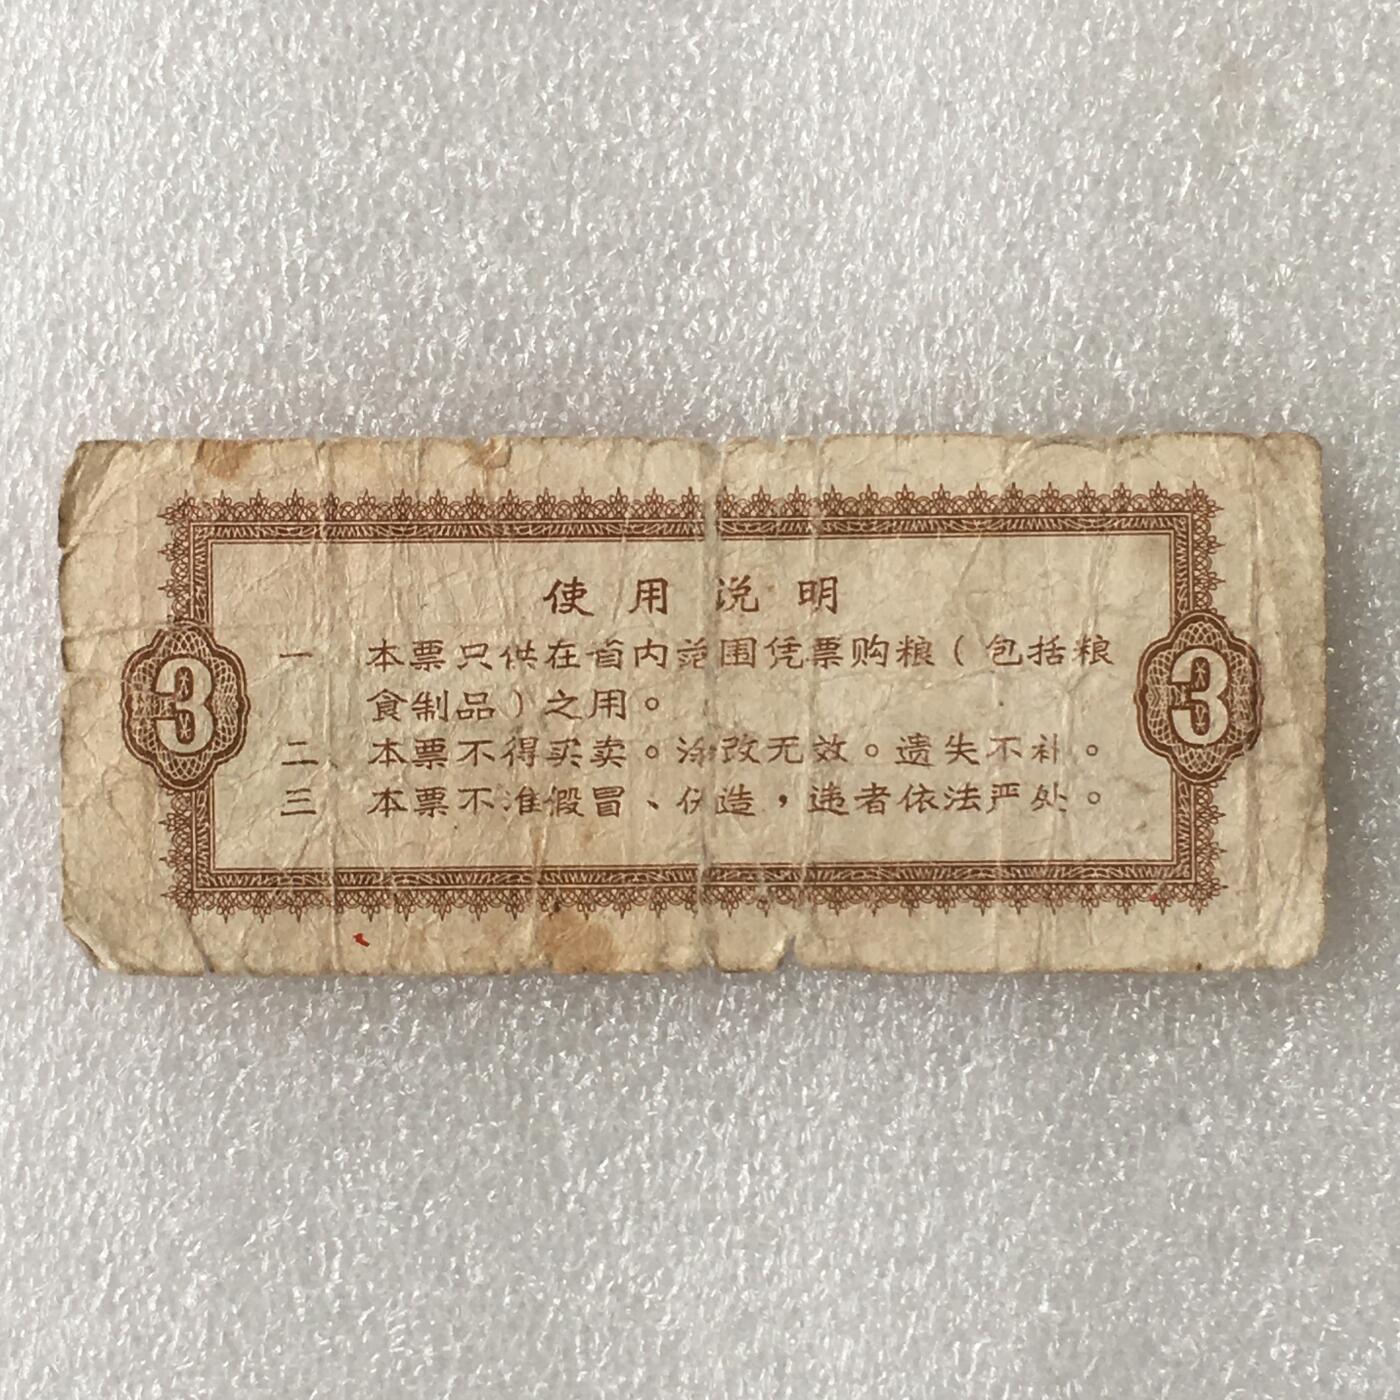 使用说明
一、本票只供在省内范围凭票购粮（包括粮
食制品）之用。
二、本票不得买卖。涂改无效。遗失不补。
三、本票不准假冒、伪造，违者依法严处。
3
3